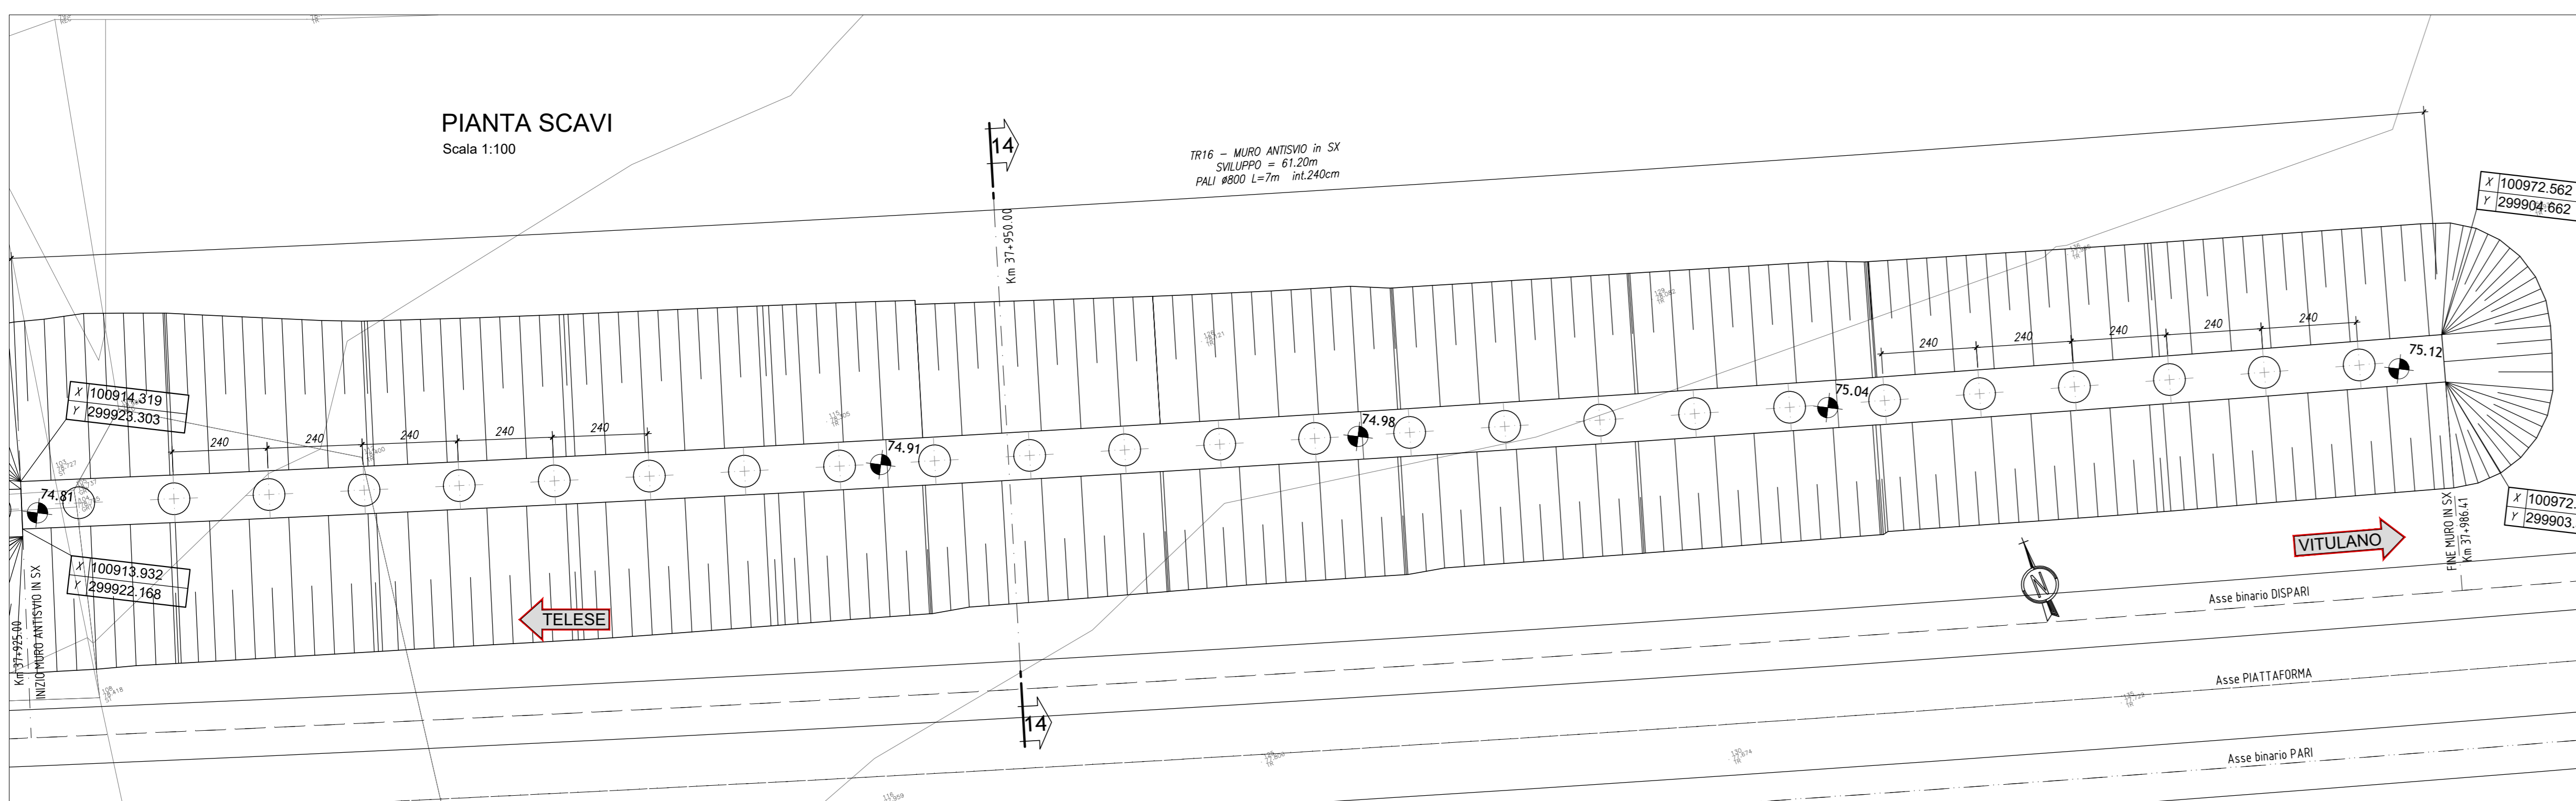 PIANTA SCAVI
Scala 1:100
14
TR16 - MURO ANTISVIO in SX
SVILUPPO = 61.20m
PALI ø800 L=7m int.240cm
Km 37+950.00
X 100972.562
Y 299904.662
X 100914.319
Y 299923.303
240
240
240
240
240
240
240
240
240
240
74.81
74.91
74.98
75.04
75.12
X 100913.932
Y 299922.168
X 100972.
Y 299903.
Km 37+925.00
INIZIO MURO ANTISVIO IN SX
FINE MURO IN SX
Km 37+986.41
TELESE
VITULANO
N
14
Asse binario DISPARI
Asse PIATTAFORMA
Asse binario PARI